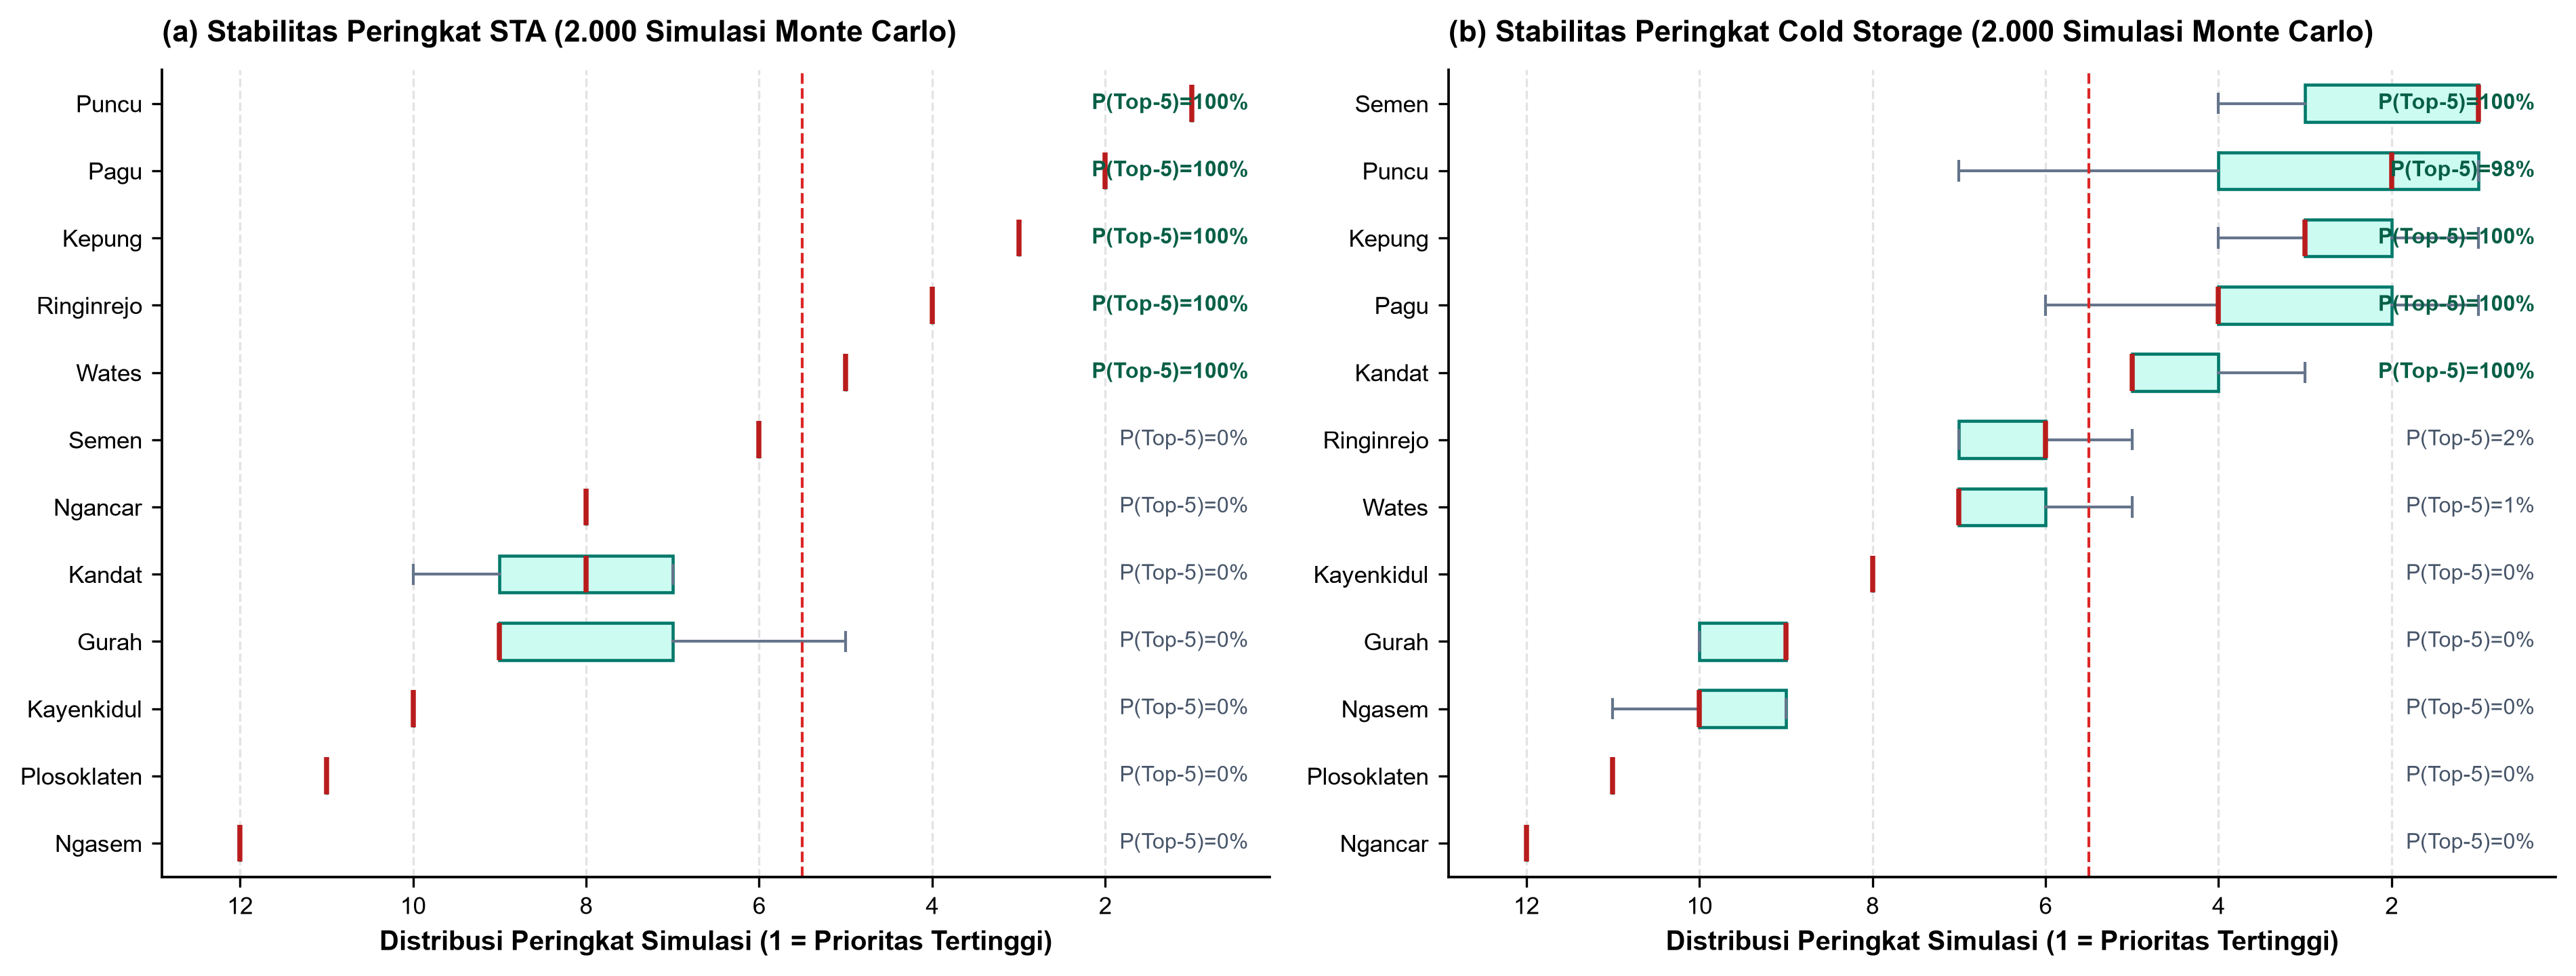 (a) Stabilitas Peringkat STA (2.000 Simulasi Monte Carlo)
Puncu
P(Top-5)=100%
Pagu
P(Top-5)=100%
Kepung
P(Top-5)=100%
Ringinrejo
P(Top-5)=100%
Wates
P(Top-5)=100%
Semen
P(Top-5)=0%
Ngancar
P(Top-5)=0%
Kandat
P(Top-5)=0%
Gurah
P(Top-5)=0%
Kayenkidul
P(Top-5)=0%
Plosoklaten
P(Top-5)=0%
Ngasem
P(Top-5)=0%
12 10 8 6 4 2
Distribusi Peringkat Simulasi (1 = Prioritas Tertinggi)
(b) Stabilitas Peringkat Cold Storage (2.000 Simulasi Monte Carlo)
Semen
P(Top-5)=100%
Puncu
P(Top-5)=98%
Kepung
P(Top-5)=100%
Pagu
P(Top-5)=100%
Kandat
P(Top-5)=100%
Ringinrejo
P(Top-5)=2%
Wates
P(Top-5)=1%
Kayenkidul
P(Top-5)=0%
Gurah
P(Top-5)=0%
Ngasem
P(Top-5)=0%
Plosoklaten
P(Top-5)=0%
Ngancar
P(Top-5)=0%
12 10 8 6 4 2
Distribusi Peringkat Simulasi (1 = Prioritas Tertinggi)